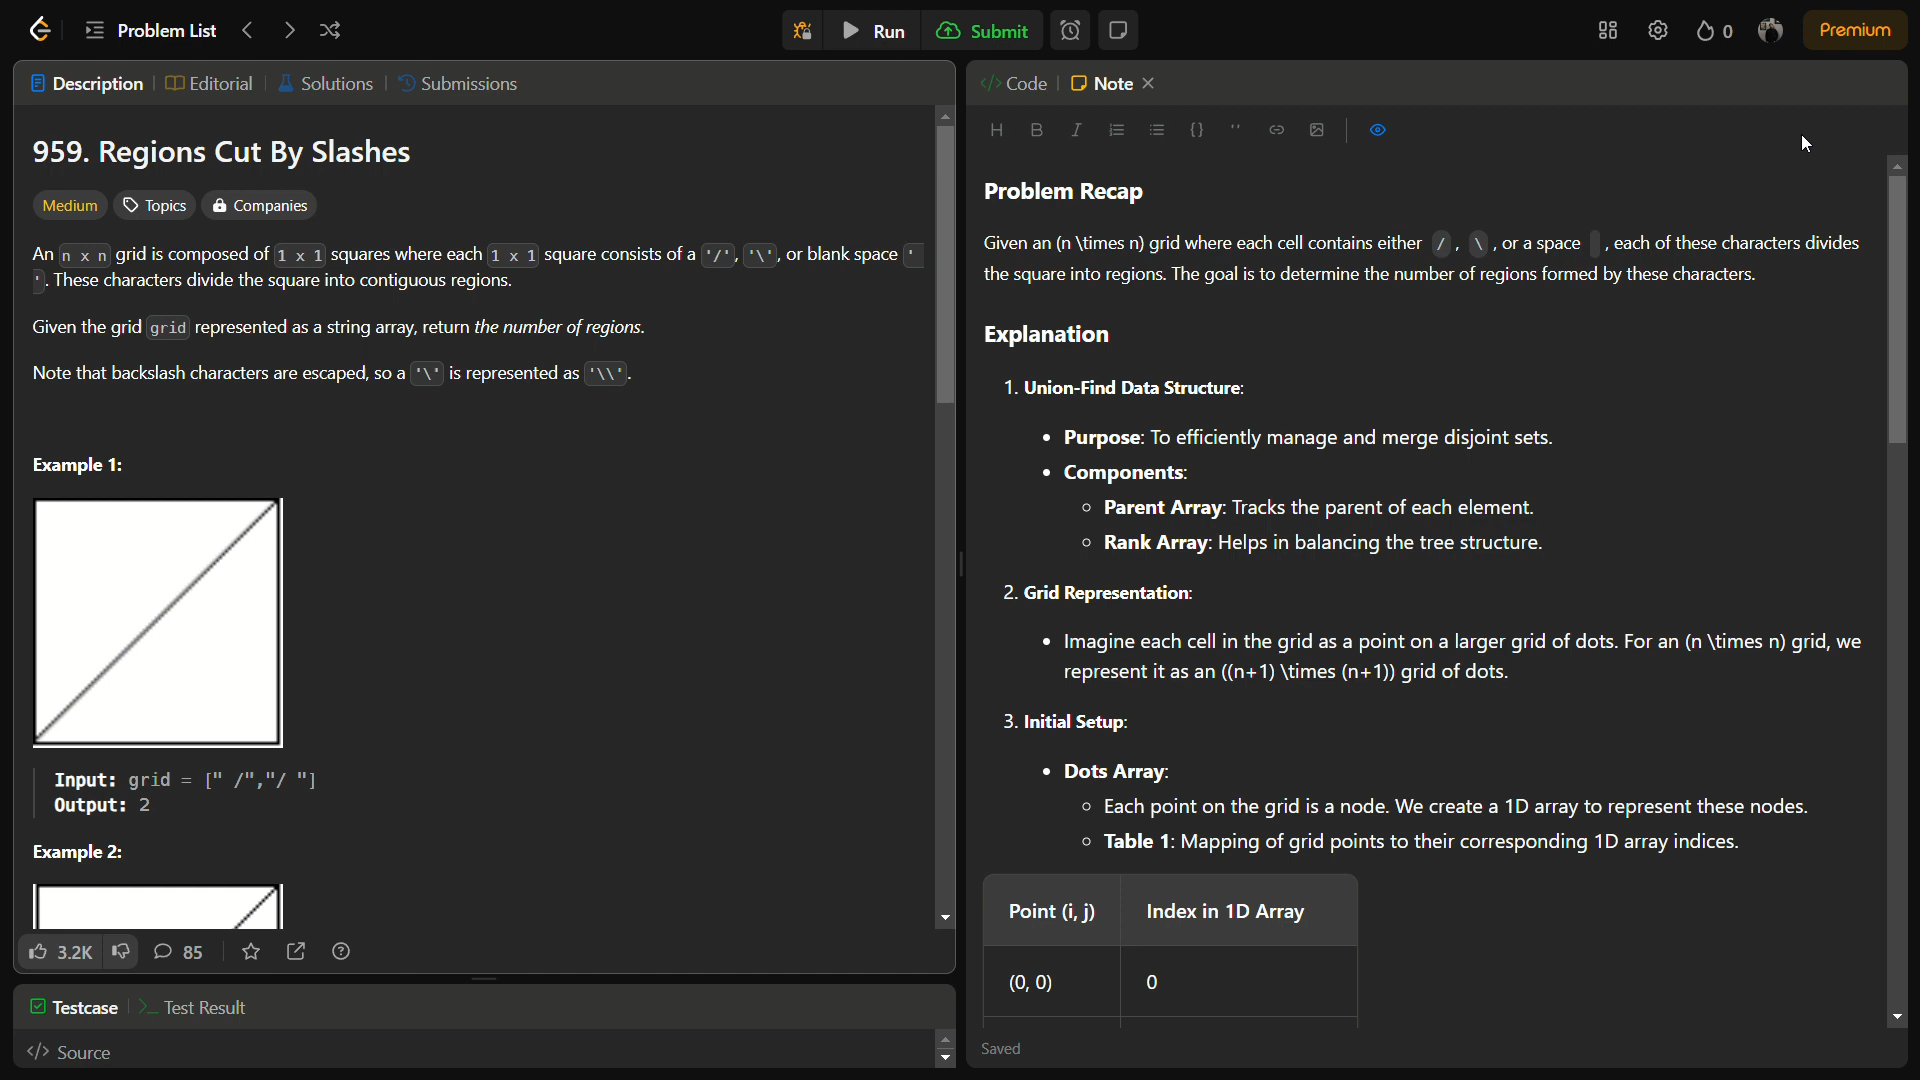 Problem List
Run
Submit
0
Premium
Description
Editorial
Solutions
Submissions
959. Regions Cut By Slashes
Medium
Topics
Companies
An n x n grid is composed of 1 x 1 squares where each 1 x 1 square consists of a '/', '\', or blank space '
'. These characters divide the square into contiguous regions.
Given the grid grid represented as a string array, return the number of regions.
Note that backslash characters are escaped, so a '\' is represented as '\\'.
Example 1:
Input: grid = [" /","/ "]
Output: 2
Example 2:
3.2K
85
Testcase
Test Result
Source
Code
Note
Problem Recap
Given an (n \times n) grid where each cell contains either / , \ , or a space , each of these characters divides
the square into regions. The goal is to determine the number of regions formed by these characters.
Explanation
1. Union-Find Data Structure:
• Purpose: To efficiently manage and merge disjoint sets.
• Components:
◦ Parent Array: Tracks the parent of each element.
◦ Rank Array: Helps in balancing the tree structure.
2. Grid Representation:
• Imagine each cell in the grid as a point on a larger grid of dots. For an (n \times n) grid, we
represent it as an ((n+1) \times (n+1)) grid of dots.
3. Initial Setup:
• Dots Array:
◦ Each point on the grid is a node. We create a 1D array to represent these nodes.
◦ Table 1: Mapping of grid points to their corresponding 1D array indices.
Point (i, j) Index in 1D Array
(0, 0) 0
Saved